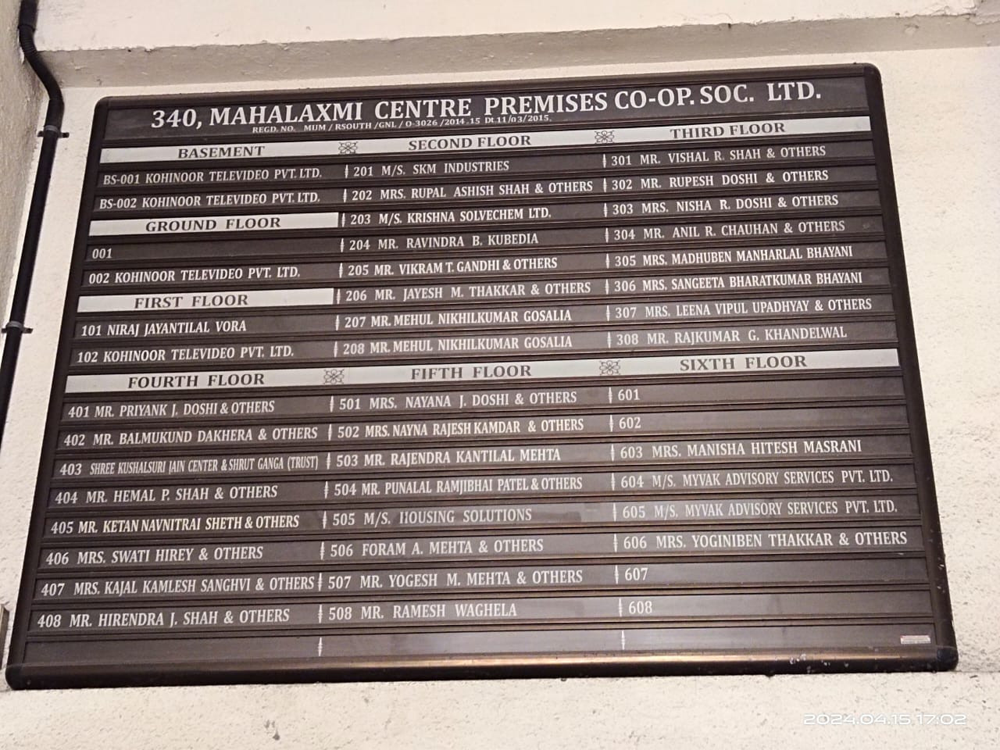 340, MAHALAXMI CENTRE PREMISES CO-OP. SOC. LTD.
REGD. NO. MUM / RSOUTH /GNL / O-3026 /2014-15 Dt.11/03/2015.
BASEMENT
BS-001 KOHINOOR TELEVIDEO PVT. LTD.
BS-002 KOHINOOR TELEVIDEO PVT. LTD.
GROUND FLOOR
001
002 KOHINOOR TELEVIDEO PVT. LTD.
FIRST FLOOR
101 NIRAJ JAYANTILAL VORA
102 KOHINOOR TELEVIDEO PVT. LTD.
SECOND FLOOR
201 M/S. SKM INDUSTRIES
202 MRS. RUPAL ASHISH SHAH & OTHERS
203 M/S. KRISHNA SOLVECHEM LTD.
204 MR. RAVINDRA B. KUBEDIA
205 MR. VIKRAM T. GANDHI & OTHERS
206 MR. JAYESH M. THAKKAR & OTHERS
207 MR. MEHUL NIKHILKUMAR GOSALIA
208 MR. MEHUL NIKHILKUMAR GOSALIA
THIRD FLOOR
301 MR. VISHAL R. SHAH & OTHERS
302 MR. RUPESH DOSHI & OTHERS
303 MRS. NISHA R. DOSHI & OTHERS
304 MR. ANIL R. CHAUHAN & OTHERS
305 MRS. MADHUBEN MANHARLAL BHAYANI
306 MRS. SANGEETA BHARATKUMAR BHAYANI
307 MRS. LEENA VIPUL UPADHYAY & OTHERS
308 MR. RAJKUMAR G. KHANDELWAL
FOURTH FLOOR
401 MR. PRIYANK J. DOSHI & OTHERS
402 MR. BALMUKUND DAKHERA & OTHERS
403 SHREE KUSHALSURI JAIN CENTER & SHRUT GANGA (TRUST)
404 MR. HEMAL P. SHAH & OTHERS
405 MR. KETAN NAVNITRAI SHETH & OTHERS
406 MRS. SWATI HIREY & OTHERS
407 MRS. KAJAL KAMLESH SANGHVI & OTHERS
408 MR. HIRENDRA J. SHAH & OTHERS
FIFTH FLOOR
501 MRS. NAYANA J. DOSHI & OTHERS
502 MRS. NAYNA RAJESH KAMDAR & OTHERS
503 MR. RAJENDRA KANTILAL MEHTA
504 MR. PUNALAL RAMJIBHAI PATEL & OTHERS
505 M/S. HOUSING SOLUTIONS
506 FORAM A. MEHTA & OTHERS
507 MR. YOGESH M. MEHTA & OTHERS
508 MR. RAMESH WAGHELA
SIXTH FLOOR
601
602
603 MRS. MANISHA HITESH MASRANI
604 M/S. MYVAK ADVISORY SERVICES PVT. LTD.
605 M/S. MYVAK ADVISORY SERVICES PVT. LTD.
606 MRS. YOGINIBEN THAKKAR & OTHERS
607
608
2024.04.15 17:02